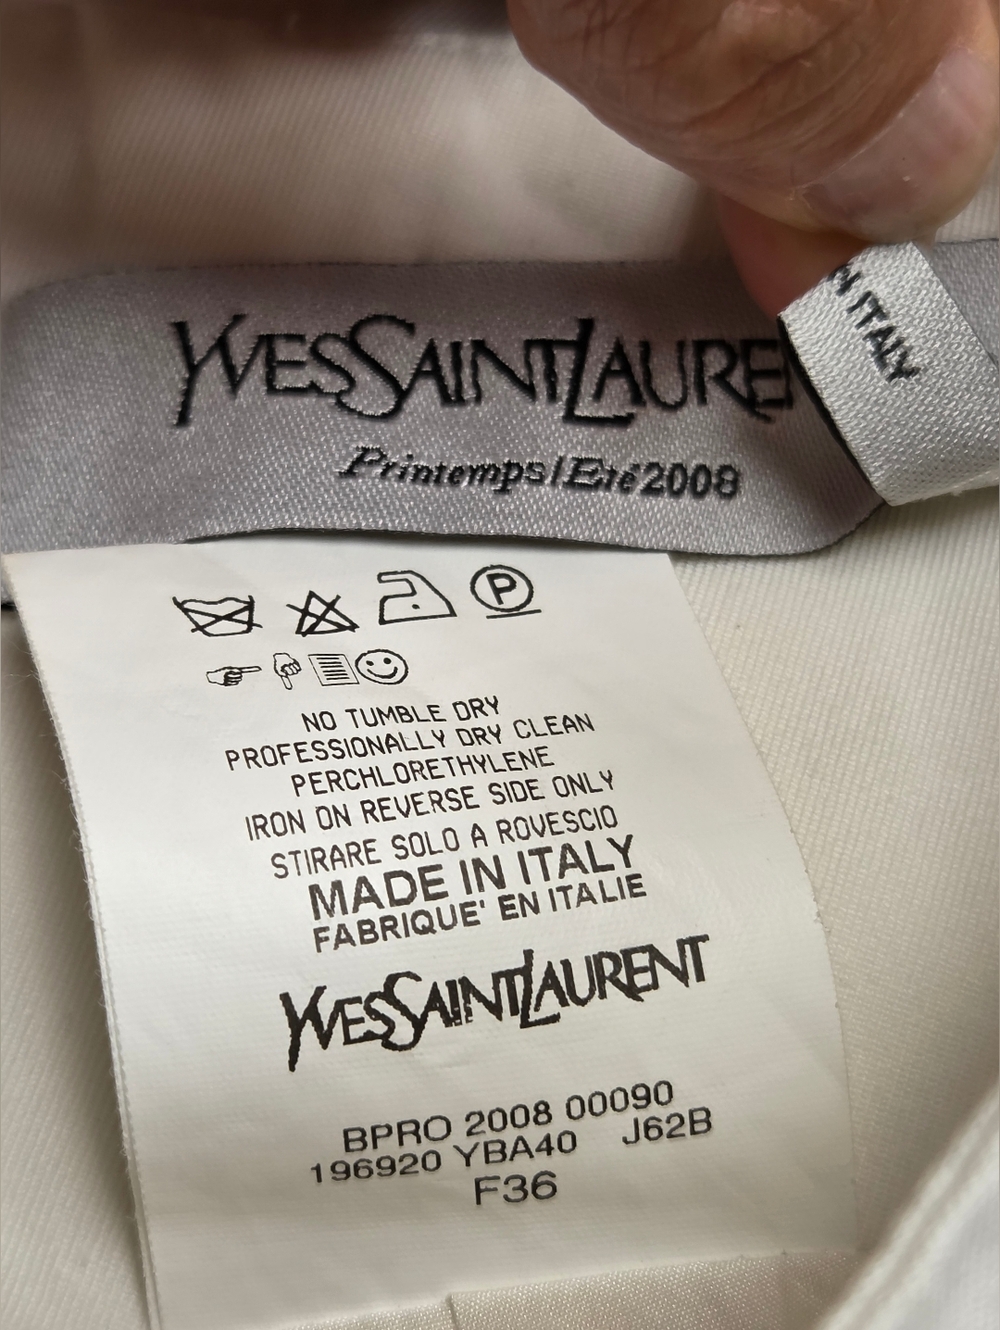 YVESSAINTLAURE
N ITALY
Printemps/Eté2008
P
NO TUMBLE DRY
PROFESSIONALLY DRY CLEAN
PERCHLORETHYLENE
IRON ON REVERSE SIDE ONLY
STIRARE SOLO A ROVESCIO
MADE IN ITALY
FABRIQUE' EN ITALIE
YVESSAINTLAURENT
BPRO 2008 00090
196920 YBA40 J62B
F36